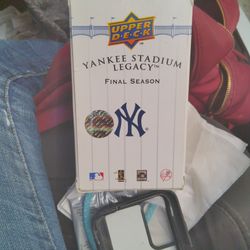 UPPER
DECK
YANKEE STADIUM
LEGACY™
FINAL SEASON
NY